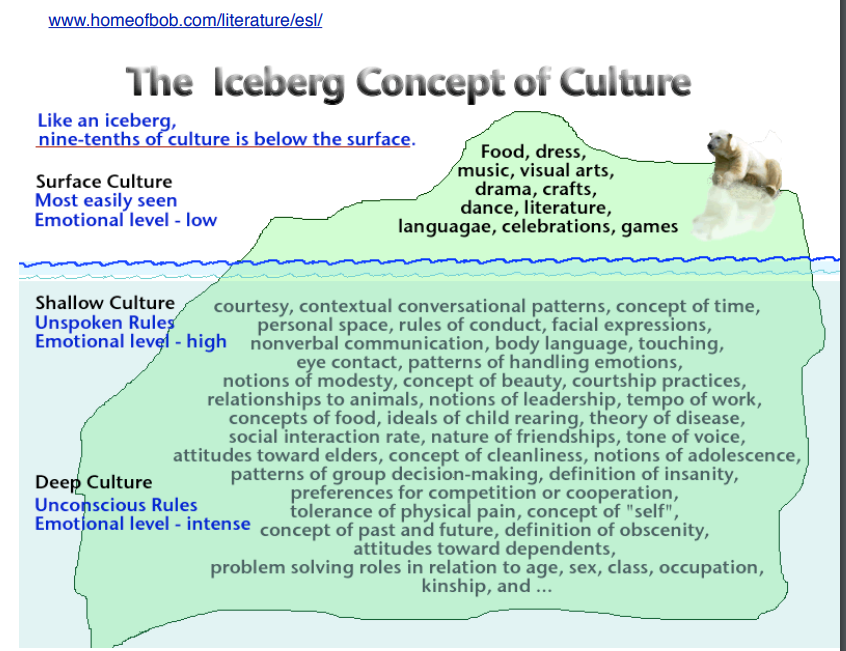 www.homeofbob.com/literature/esl/
The Iceberg Concept of Culture
Like an iceberg,
nine-tenths of culture is below the surface.
Surface Culture
Most easily seen
Emotional level - low
Food, dress,
music, visual arts,
drama, crafts,
dance, literature,
languagae, celebrations, games
Shallow Culture
Unspoken Rules
Emotional level - high
courtesy, contextual conversational patterns, concept of time,
personal space, rules of conduct, facial expressions,
nonverbal communication, body language, touching,
eye contact, patterns of handling emotions,
notions of modesty, concept of beauty, courtship practices,
relationships to animals, notions of leadership, tempo of work,
concepts of food, ideals of child rearing, theory of disease,
social interaction rate, nature of friendships, tone of voice,
attitudes toward elders, concept of cleanliness, notions of adolescence,
patterns of group decision-making, definition of insanity,
preferences for competition or cooperation,
tolerance of physical pain, concept of "self",
concept of past and future, definition of obscenity,
attitudes toward dependents,
problem solving roles in relation to age, sex, class, occupation,
kinship, and ...
Deep Culture
Unconscious Rules
Emotional level - intense